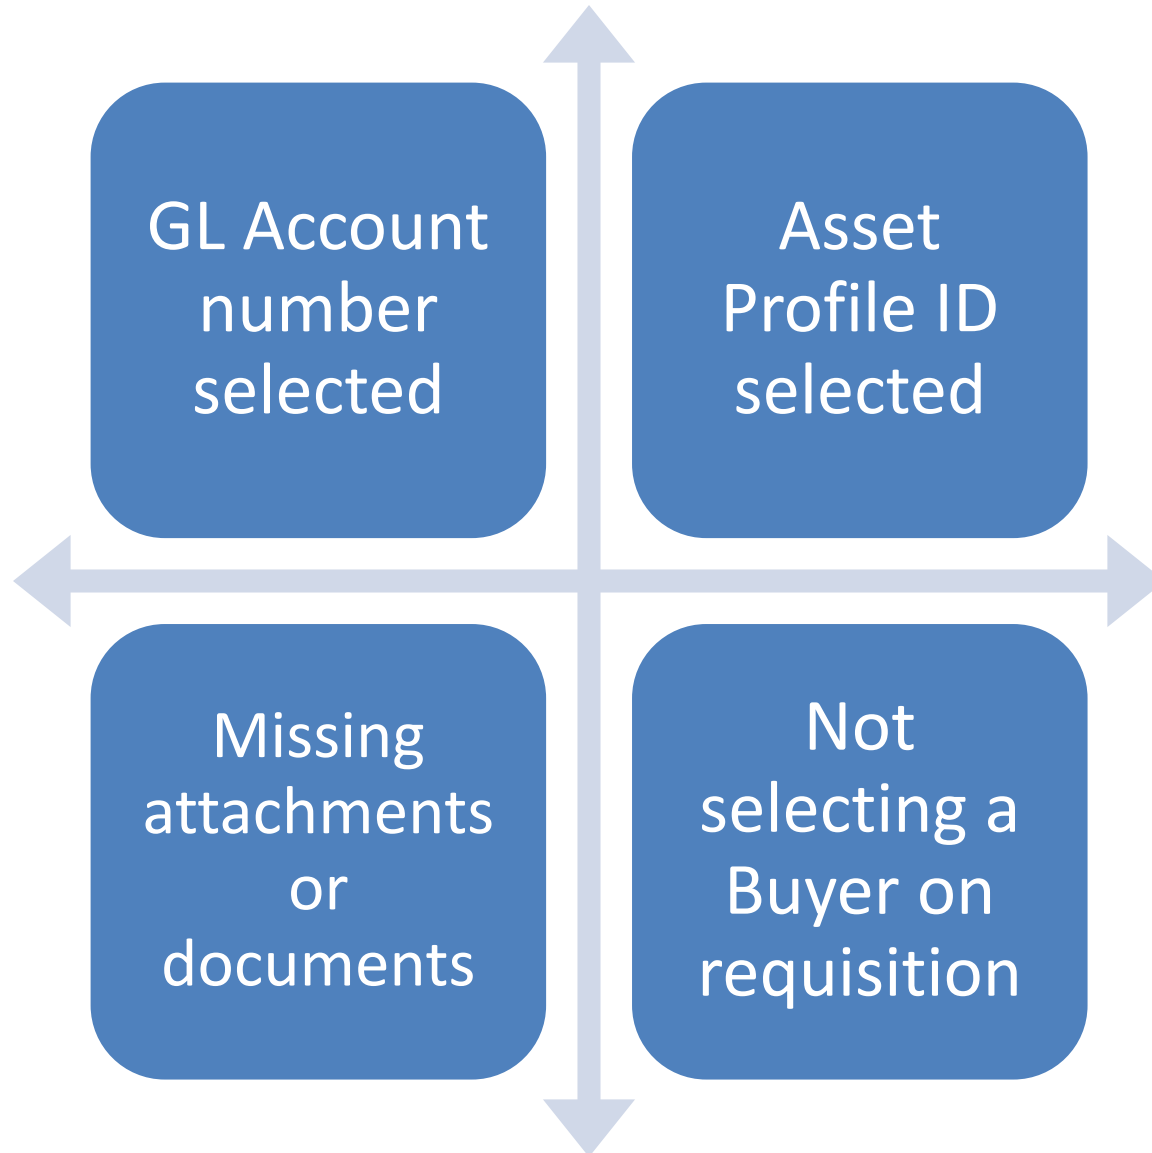 GL Account
number
selected
Asset
Profile ID
selected
Missing
attachments
or
documents
Not
selecting a
Buyer on
requisition